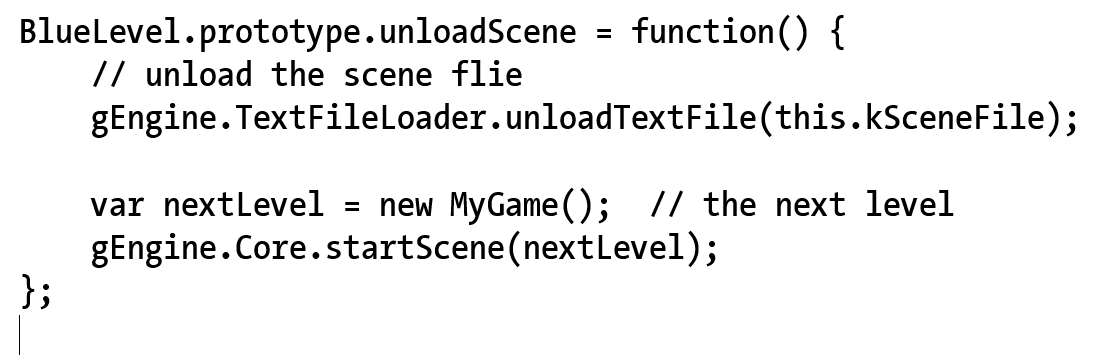 BlueLevel.prototype.unloadScene = function() {
    // unload the scene flie
    gEngine.TextFileLoader.unloadTextFile(this.kSceneFile);

    var nextLevel = new MyGame();  // the next level
    gEngine.Core.startScene(nextLevel);
};